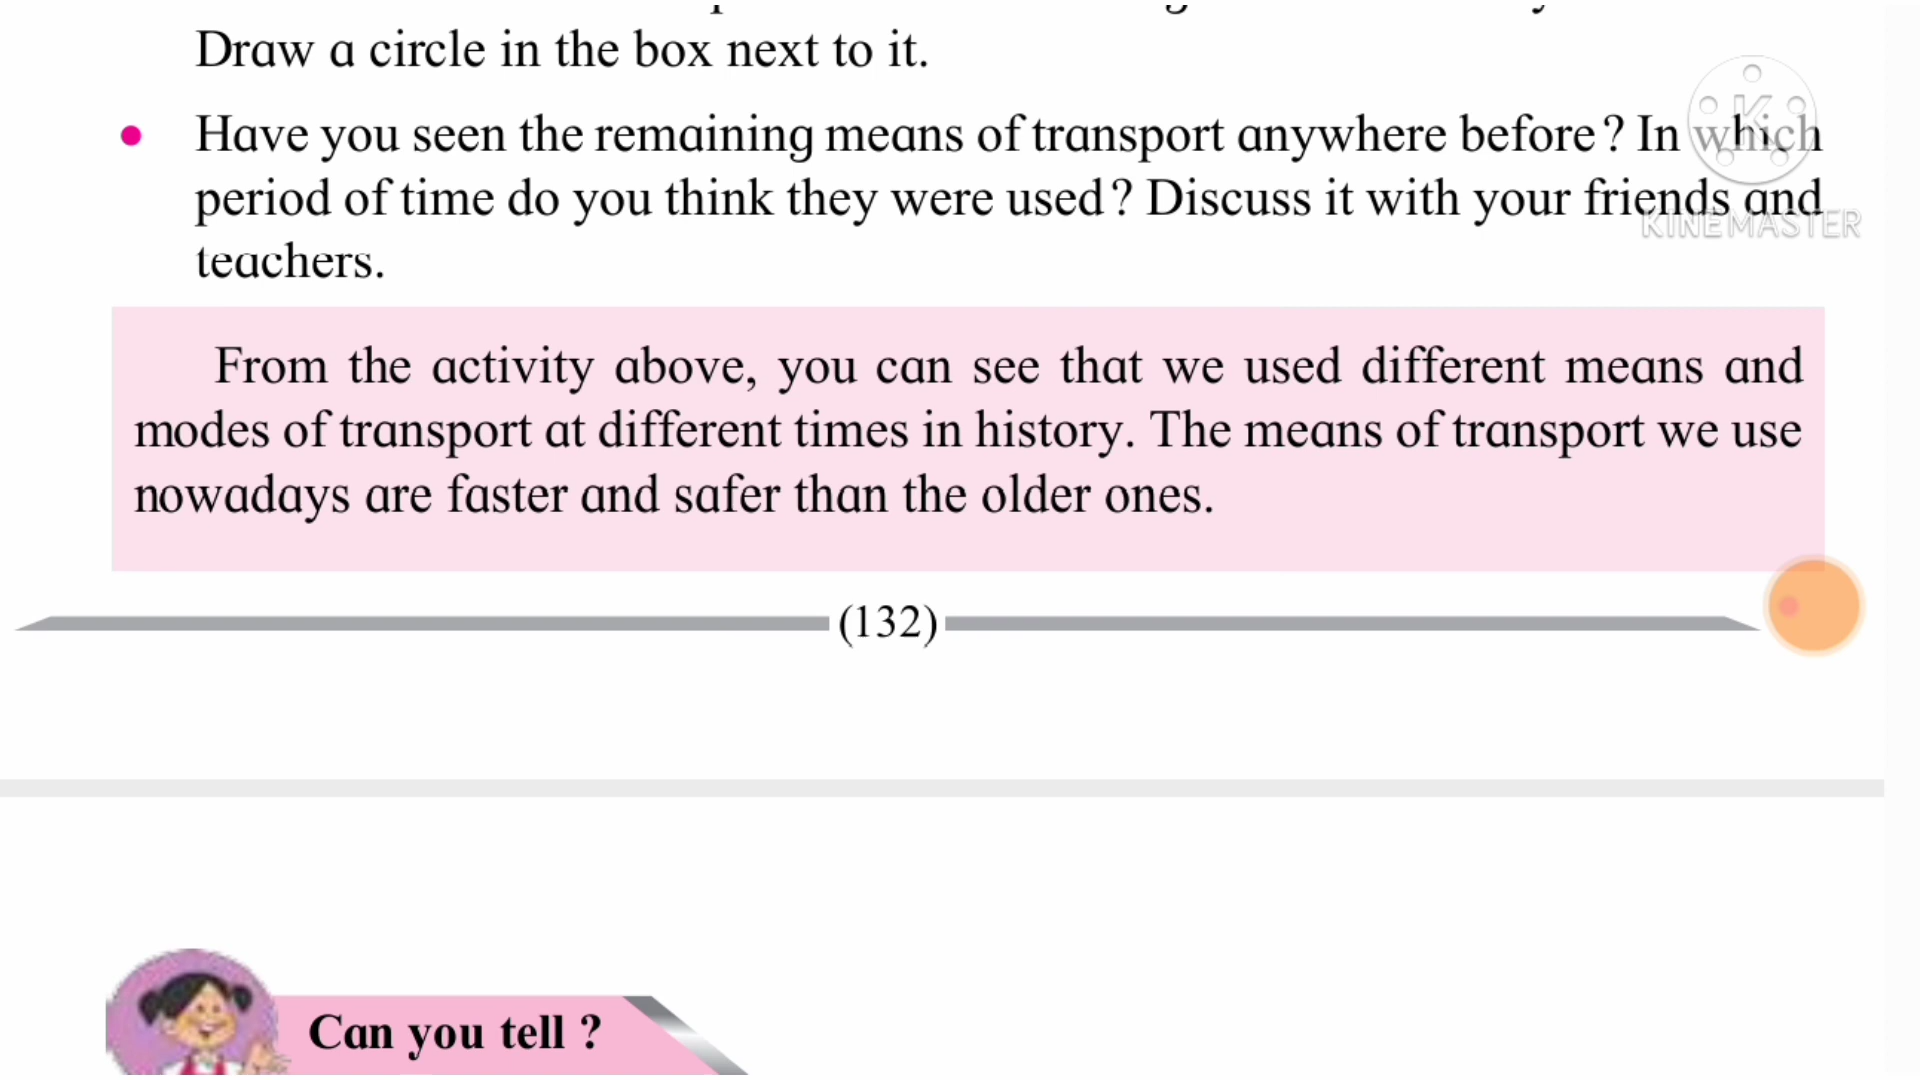 Draw a circle in the box next to it.
• Have you seen the remaining means of transport anywhere before? In which
period of time do you think they were used? Discuss it with your friends and
teachers.
KINEMASTER
From the activity above, you can see that we used different means and
modes of transport at different times in history. The means of transport we use
nowadays are faster and safer than the older ones.
(132)
Can you tell ?